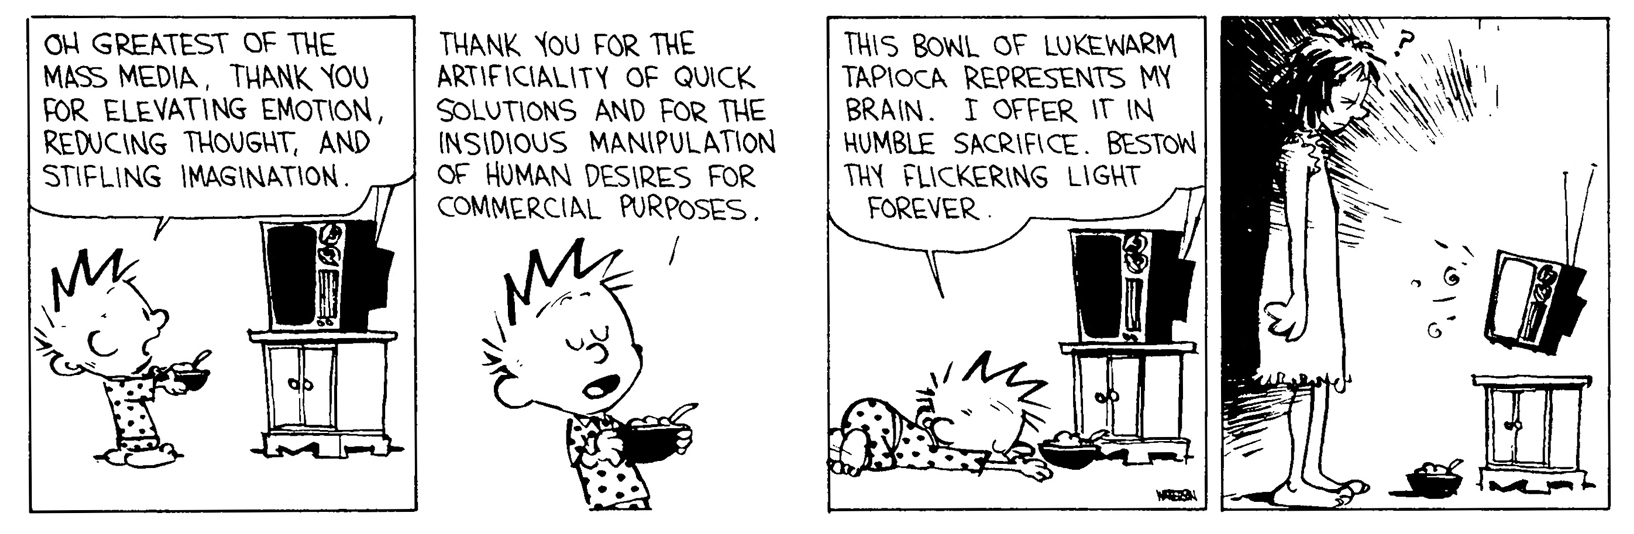 OH GREATEST OF THE
MASS MEDIA, THANK YOU
FOR ELEVATING EMOTION,
REDUCING THOUGHT, AND
STIFLING IMAGINATION.
THANK YOU FOR THE
ARTIFICIALITY OF QUICK
SOLUTIONS AND FOR THE
INSIDIOUS MANIPULATION
OF HUMAN DESIRES FOR
COMMERCIAL PURPOSES.
THIS BOWL OF LUKEWARM
TAPIOCA REPRESENTS MY
BRAIN. I OFFER IT IN
HUMBLE SACRIFICE. BESTOW
THY FLICKERING LIGHT
FOREVER.
WATTERSON
?